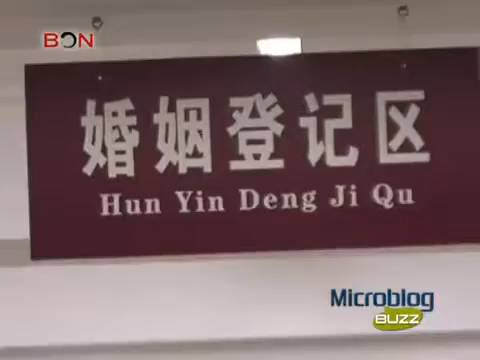 BON
婚姻登记区
Hun Yin Deng Ji Qu
Microblog
BUZZ